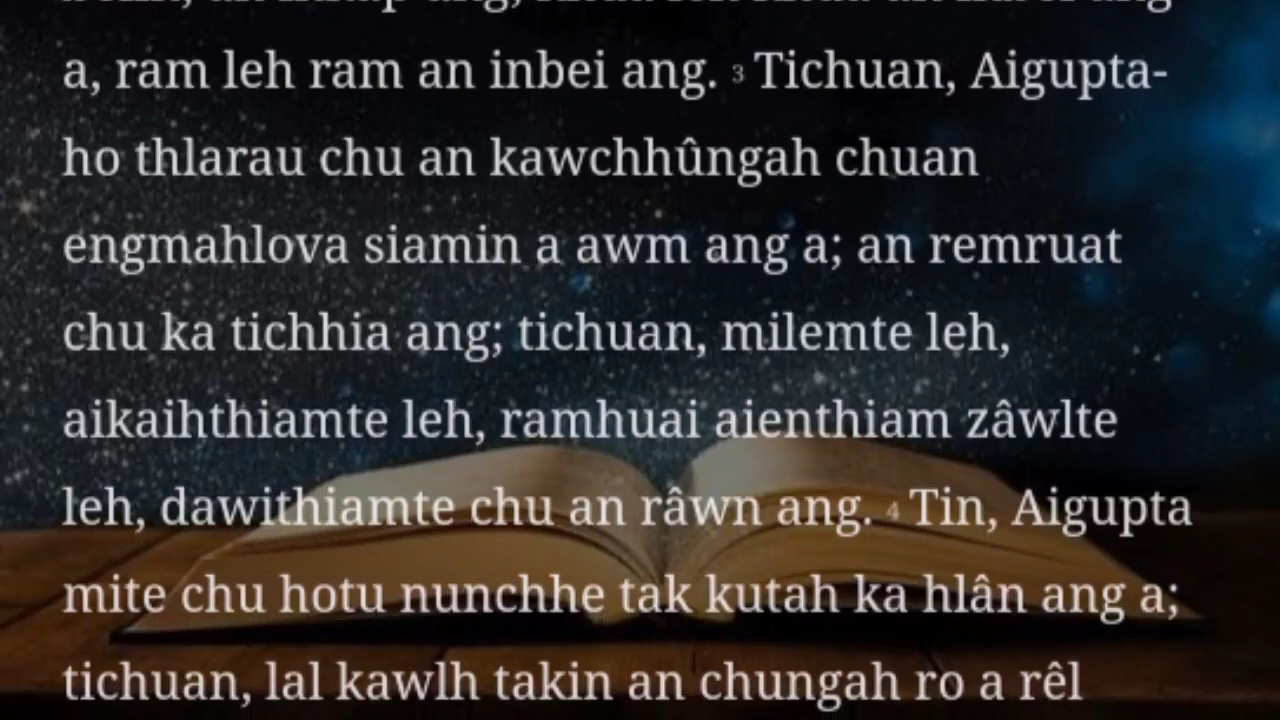 a, ram leh ram an inbei ang. 3 Tichuan, Aigupta-
ho thlarau chu an kawchhûngah chuan
engmahlova siamin a awm ang a; an remruat
chu ka tichhia ang; tichuan, milemte leh,
aikaihthiamte leh, ramhuai aienthiam zâwlte
leh, dawithiamte chu an râwn ang. 4 Tin, Aigupta
mite chu hotu nunchhe tak kutah ka hlân ang a;
tichuan, lal kawlh takin an chungah ro a rêl